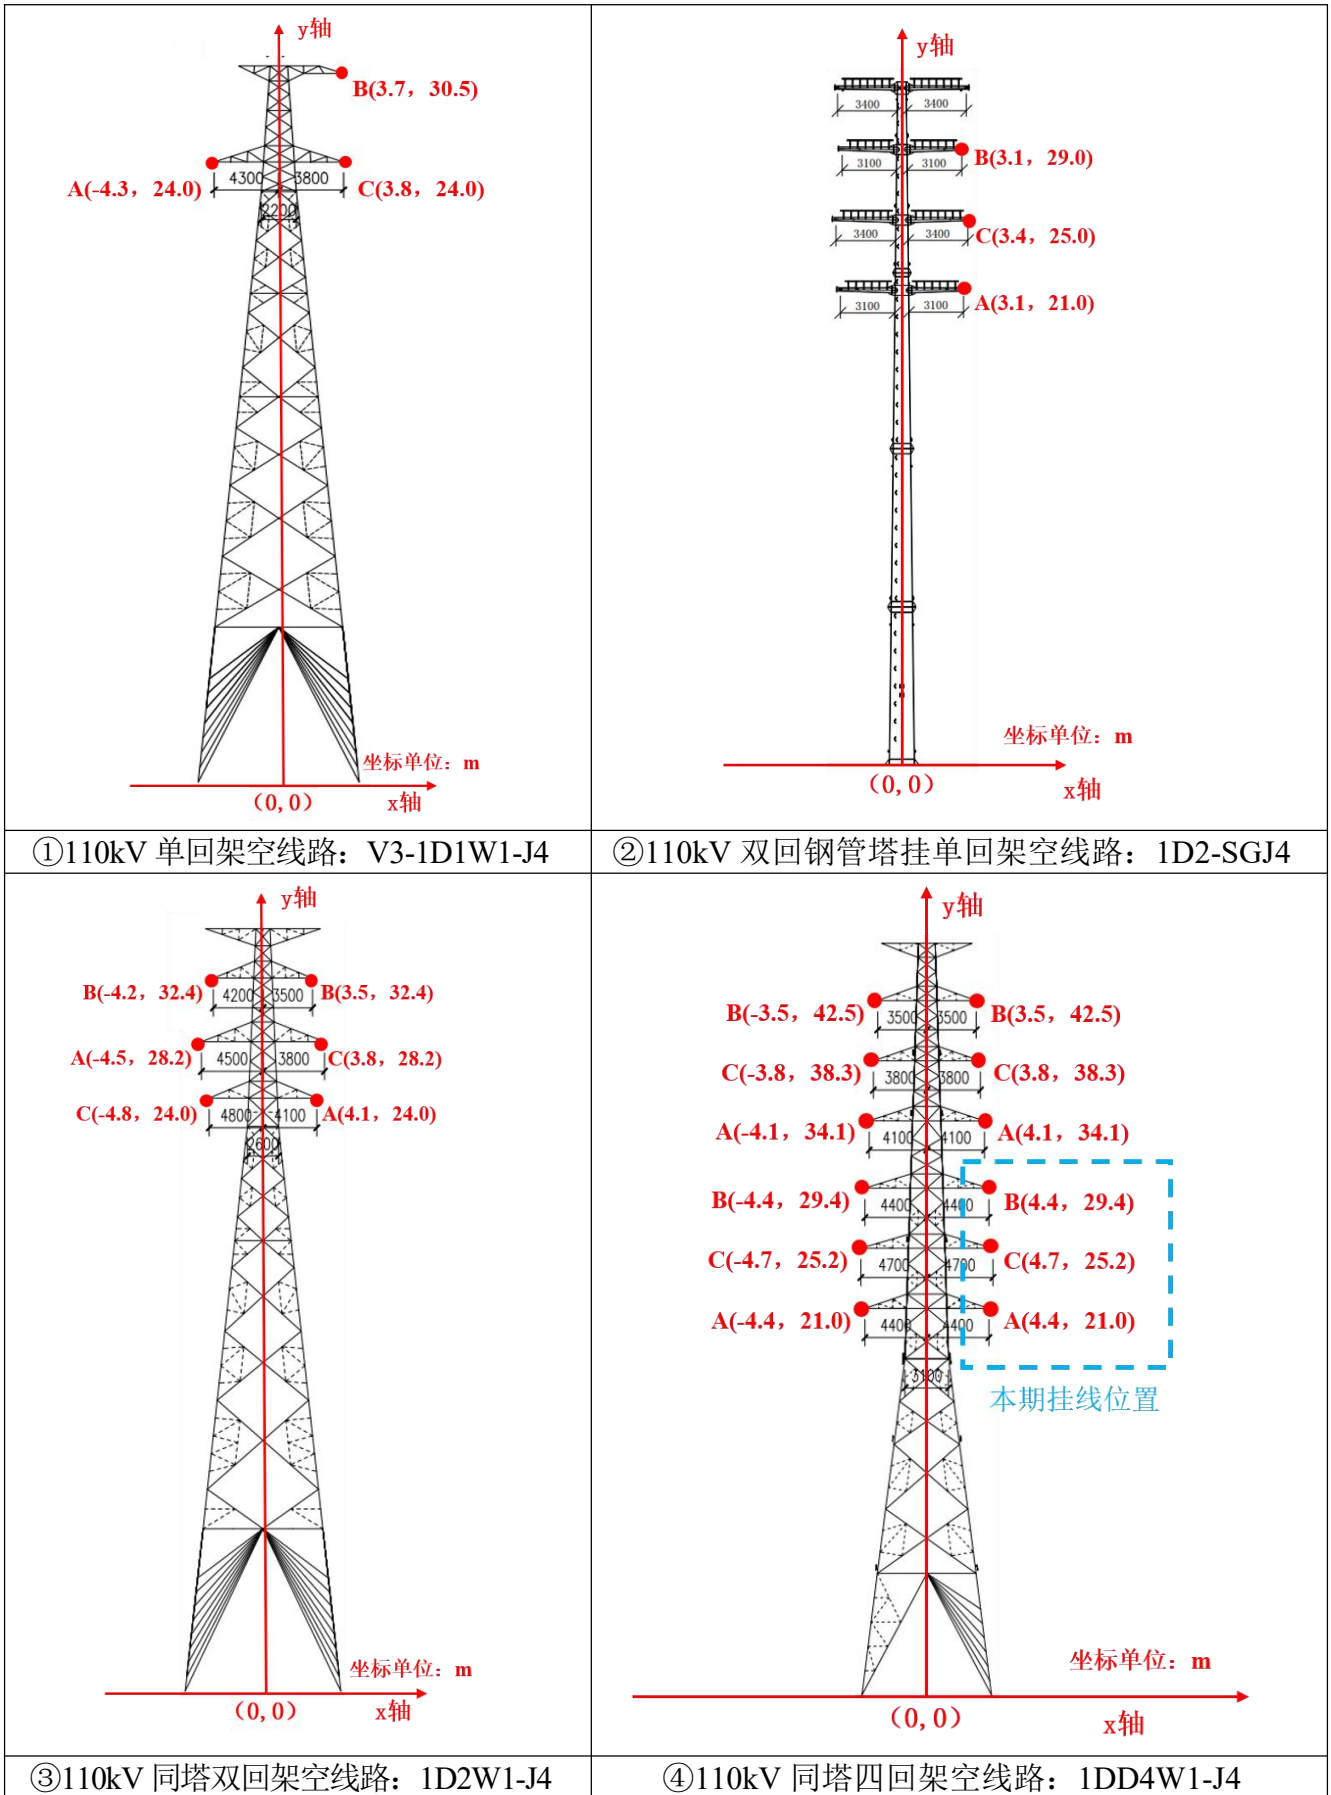 y轴
B(3.7，30.5)
4300 3800
A(-4.3，24.0)
C(3.8，24.0)
2200
坐标单位：m
(0,0)
x轴
①110kV 单回架空线路：V3-1D1W1-J4
y轴
3400 3400
B(3.1，29.0)
3100 3100
C(3.4，25.0)
3400 3400
A(3.1，21.0)
3100 3100
坐标单位：m
(0,0)
x轴
②110kV 双回钢管塔挂单回架空线路：1D2-SGJ4
y轴
B(-4.2，32.4) 4200 3500 B(3.5，32.4)
A(-4.5，28.2) 4500 3800 C(3.8，28.2)
C(-4.8，24.0) 4800 4100 A(4.1，24.0)
2600
坐标单位：m
(0,0)
x轴
③110kV 同塔双回架空线路：1D2W1-J4
y轴
B(-3.5，42.5) 3500 3500 B(3.5，42.5)
C(-3.8，38.3) 3800 3800 C(3.8，38.3)
A(-4.1，34.1) 4100 4100 A(4.1，34.1)
B(-4.4，29.4) 4400 4400 B(4.4，29.4)
C(-4.7，25.2) 4700 4700 C(4.7，25.2)
A(-4.4，21.0) 4400 4400 A(4.4，21.0)
3100
本期挂线位置
坐标单位：m
(0,0)
x轴
④110kV 同塔四回架空线路：1DD4W1-J4